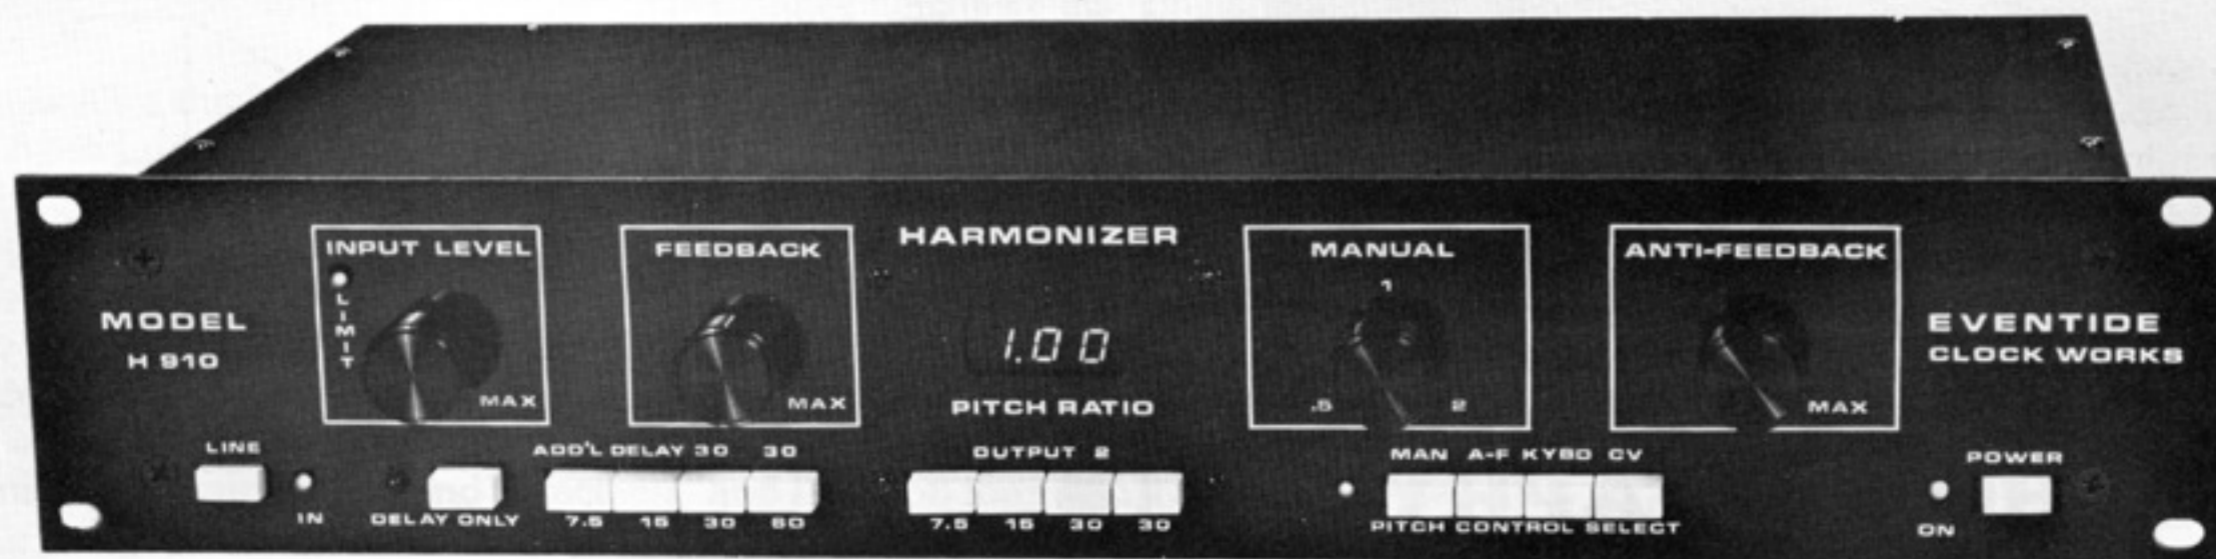 HARMONIZER
INPUT LEVEL
LIMIT
MAX
FEEDBACK
MAX
1.00
PITCH RATIO
MANUAL
1
.5 2
ANTI-FEEDBACK
MAX
MODEL
H 910
EVENTIDE
CLOCK WORKS
LINE
IN
DELAY ONLY
ADD'L DELAY 30 30
7.5 15 30 60
OUTPUT 2
7.5 15 30 30
MAN A-F KYBD CV
PITCH CONTROL SELECT
POWER
ON